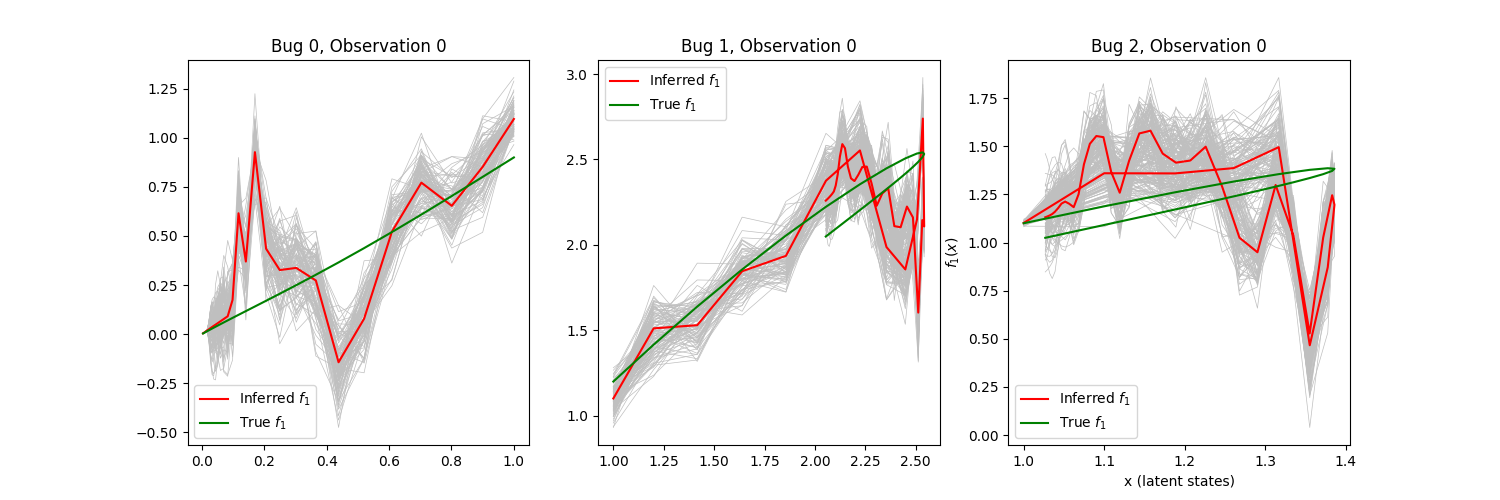 Bug 0, Observation 0
1.25
1.00
0.75
0.50
0.25
0.00
−0.25
−0.50
Inferred f₁
True f₁
0.0 0.2 0.4 0.6 0.8 1.0
Bug 1, Observation 0
3.0
2.5
2.0
1.5
1.0
Inferred f₁
True f₁
1.00 1.25 1.50 1.75 2.00 2.25 2.50
Bug 2, Observation 0
f₁(x)
1.75
1.50
1.25
1.00
0.75
0.50
0.25
0.00
Inferred f₁
True f₁
1.0 1.1 1.2 1.3 1.4
x (latent states)